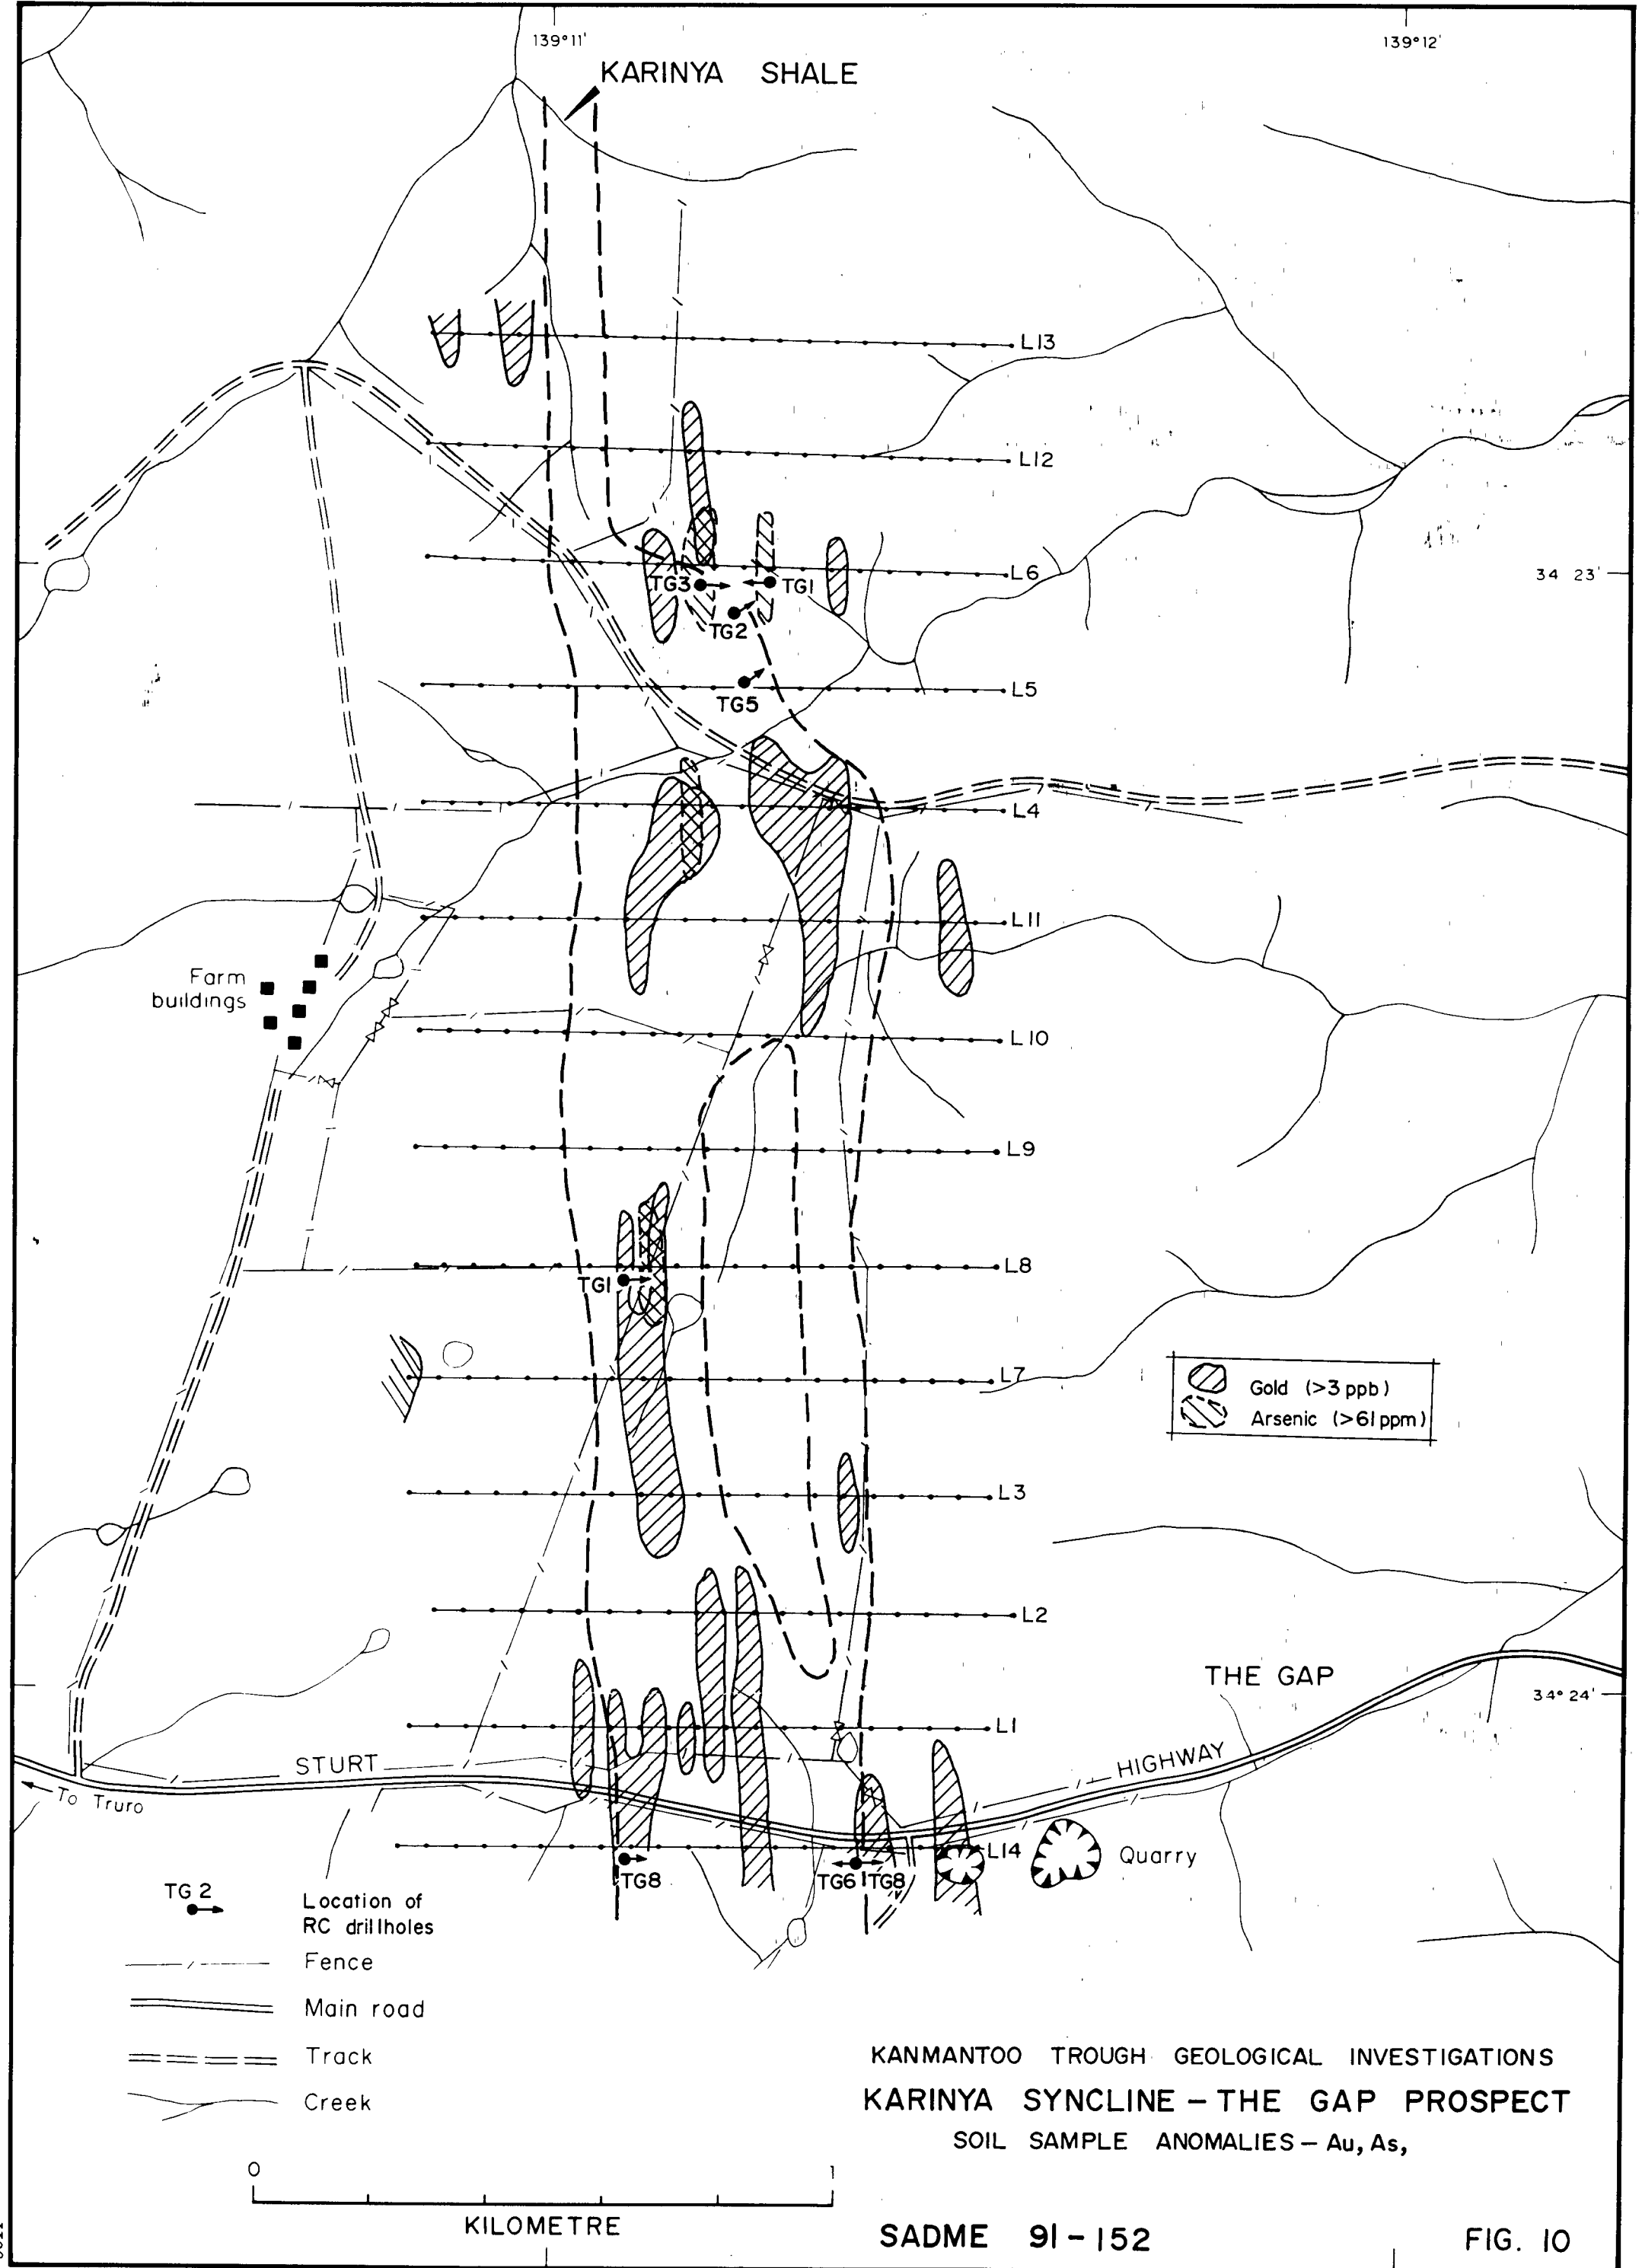 139°11'
139°12'
KARINYA SHALE
L13
L12
L6
34 23'
TG3
TG1
TG2
L5
TG5
L4
L11
Farm
buildings
L10
L9
L8
TG1
L7
Gold (>3 ppb)
Arsenic (>61 ppm)
L3
L2
THE GAP
34° 24'
L1
STURT
HIGHWAY
To Truro
L14
Quarry
TG8
TG6
TG8
TG 2
Location of
RC drillholes
Fence
Main road
Track
Creek
KANMANTOO TROUGH GEOLOGICAL INVESTIGATIONS
KARINYA SYNCLINE – THE GAP PROSPECT
SOIL SAMPLE ANOMALIES – Au, As,
0
1
KILOMETRE
SADME 91-152
FIG. 10